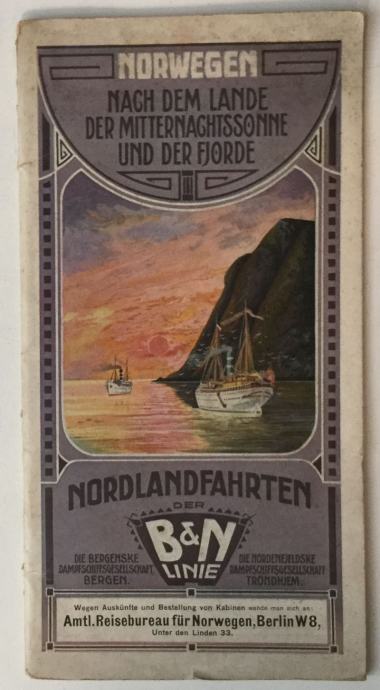 NORWEGEN
NACH DEM LANDE
DER MITTERNACHTSSONNE
UND DER FJORDE
NORDLANDFAHRTEN
DER
B&N
LINIE
DIE BERGENSKE
DAMPFSCHIFFSGESELLSCHAFT
BERGEN.
DIE NORDENFJELDSKE
DAMPFSCHIFFSGESELLSCHAFT
TRONDHJEM.
Wegen Auskünfte und Bestellung von Kabinen wende man sich an:
Amtl. Reisebureau für Norwegen, Berlin W 8,
Unter den Linden 33.